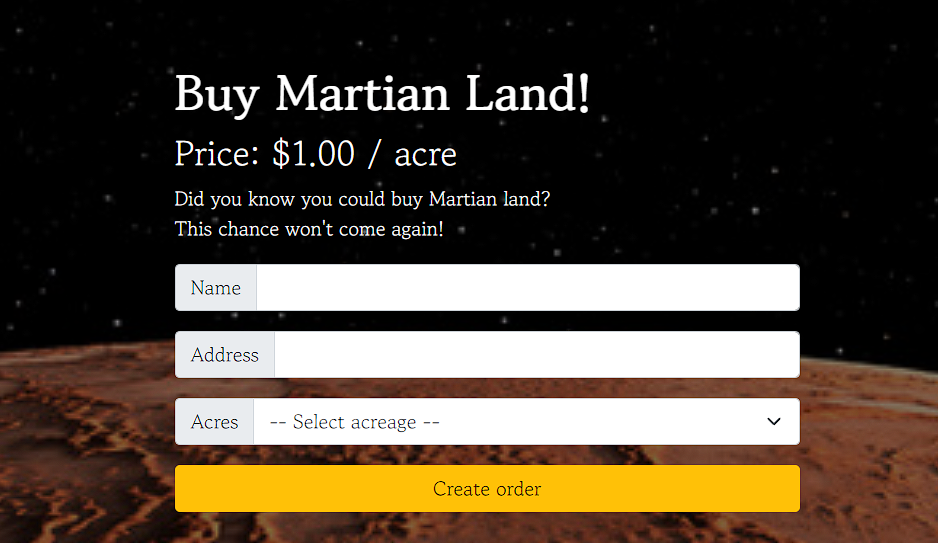 Buy Martian Land!
Price: $1.00 / acre
Did you know you could buy Martian land?
This chance won't come again!
Name
Address
Acres -- Select acreage --
Create order